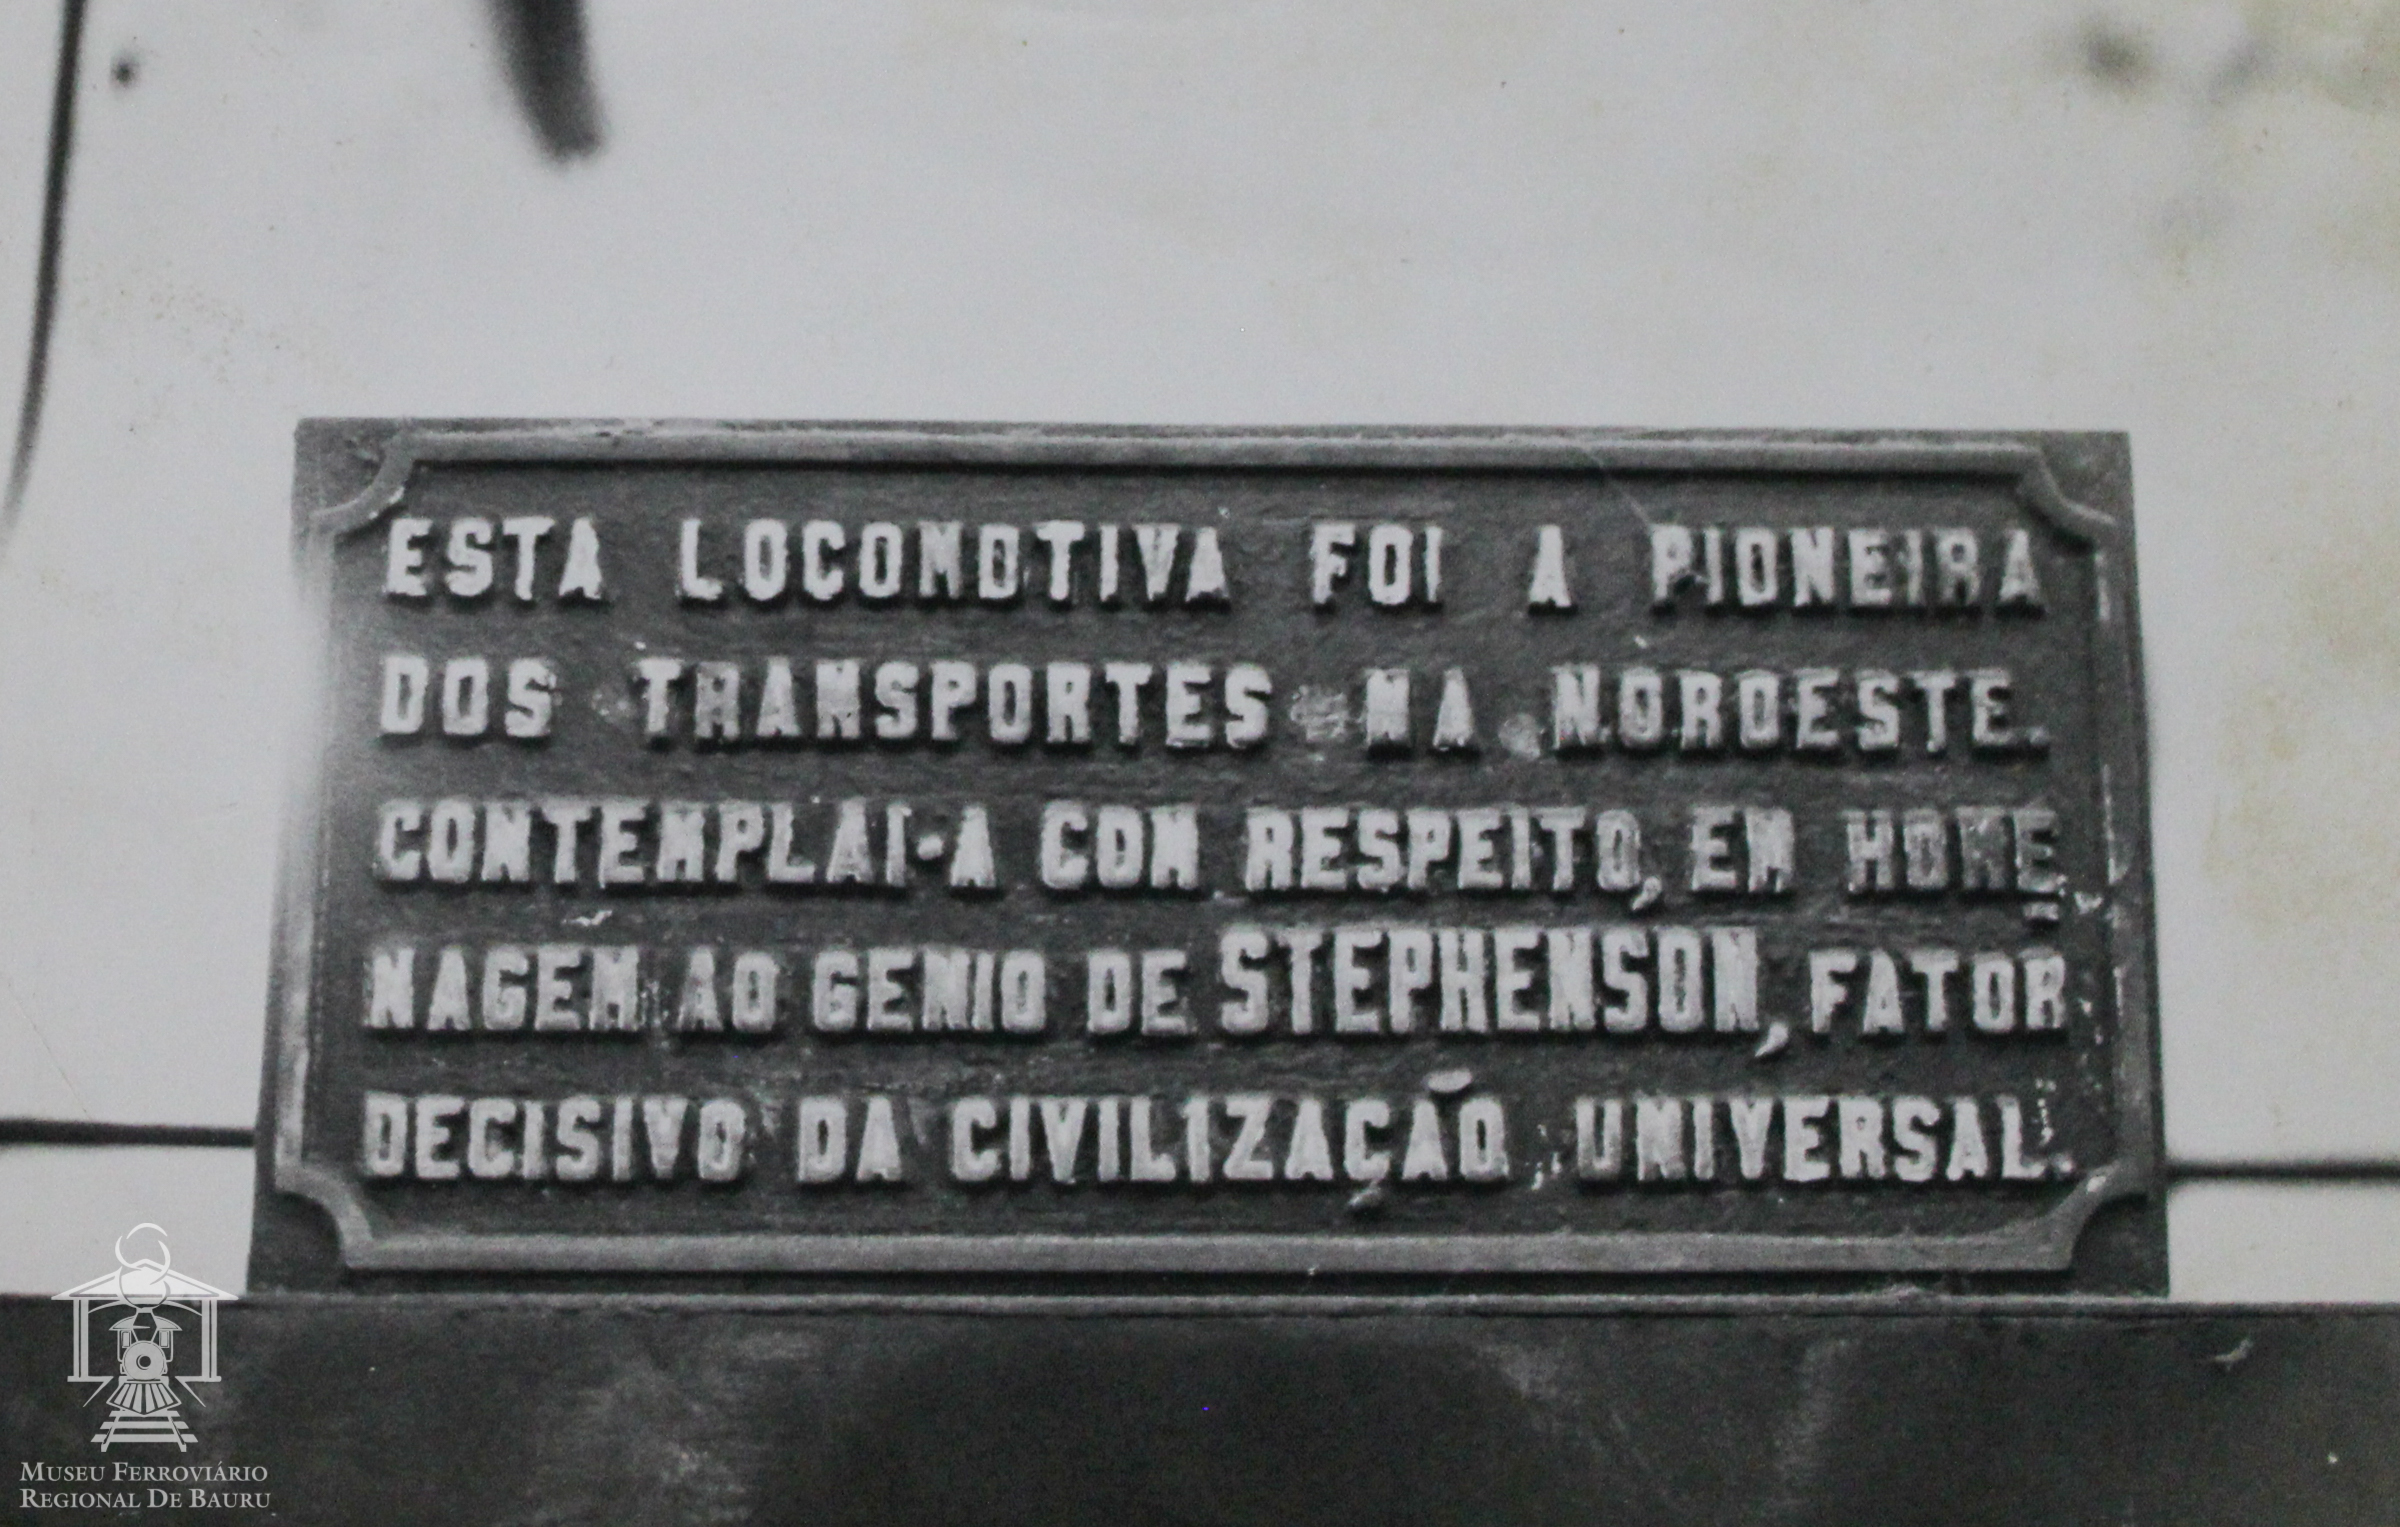 ESTA LOCOMOTIVA FOI A PIONEIRA
DOS TRANSPORTES NA NOROESTE.
CONTEMPLAI-A COM RESPEITO, EM HOME
NAGEM AO GENIO DE STEPHENSON, FATOR
DECISIVO DA CIVILIZAÇÃO UNIVERSAL.
MUSEU FERROVIÁRIO
REGIONAL DE BAURU